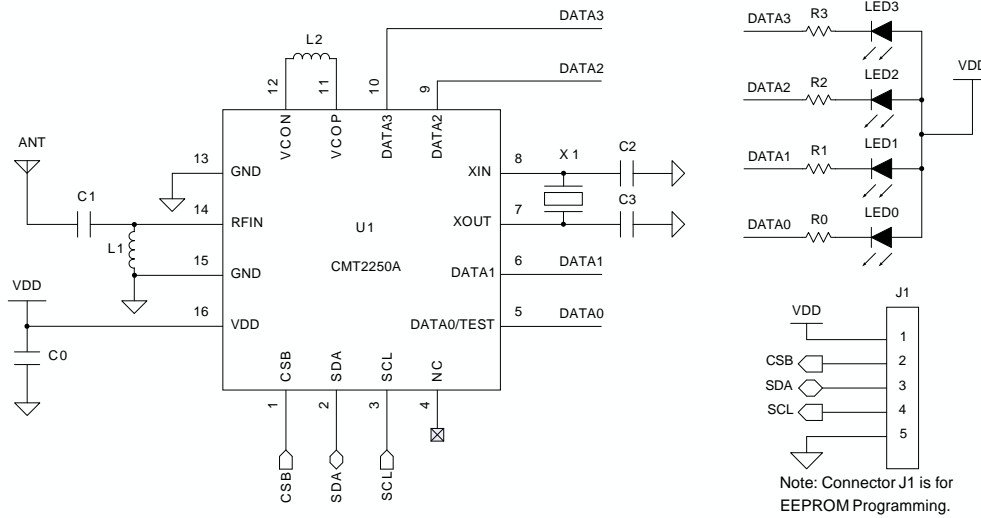 DATA3
L2
DATA2
12
11
10
9
VCON
VCOP
DATA3
DATA2
ANT
13
GND
C1
14
RFIN
L1
15
GND
VDD
16
VDD
C0
U1
CMT2250A
XIN
8
X1
C2
XOUT
7
C3
DATA1
6
DATA1
DATA0/TEST
5
DATA0
CSB
SDA
SCL
NC
1
2
3
4
CSB
SDA
SCL
DATA3
R3
LED3
VDD
DATA2
R2
LED2
DATA1
R1
LED1
DATA0
R0
LED0
J1
VDD
1
CSB
2
SDA
3
SCL
4
5
Note: Connector J1 is for
EEPROM Programming.